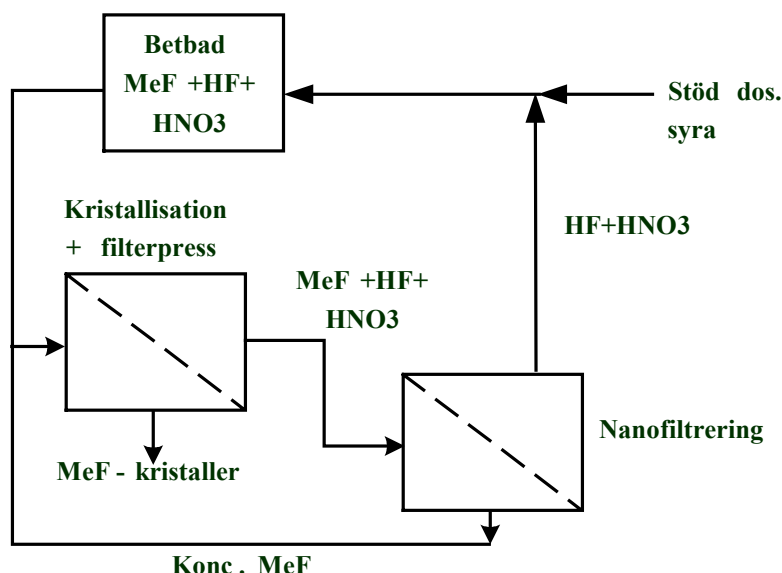 Betbad
MeF +HF+
HNO3
Stöd dos.
syra
Kristallisation
+ filterpress
HF+HNO3
MeF +HF+
HNO3
Nanofiltrering
MeF - kristaller
Konc . MeF